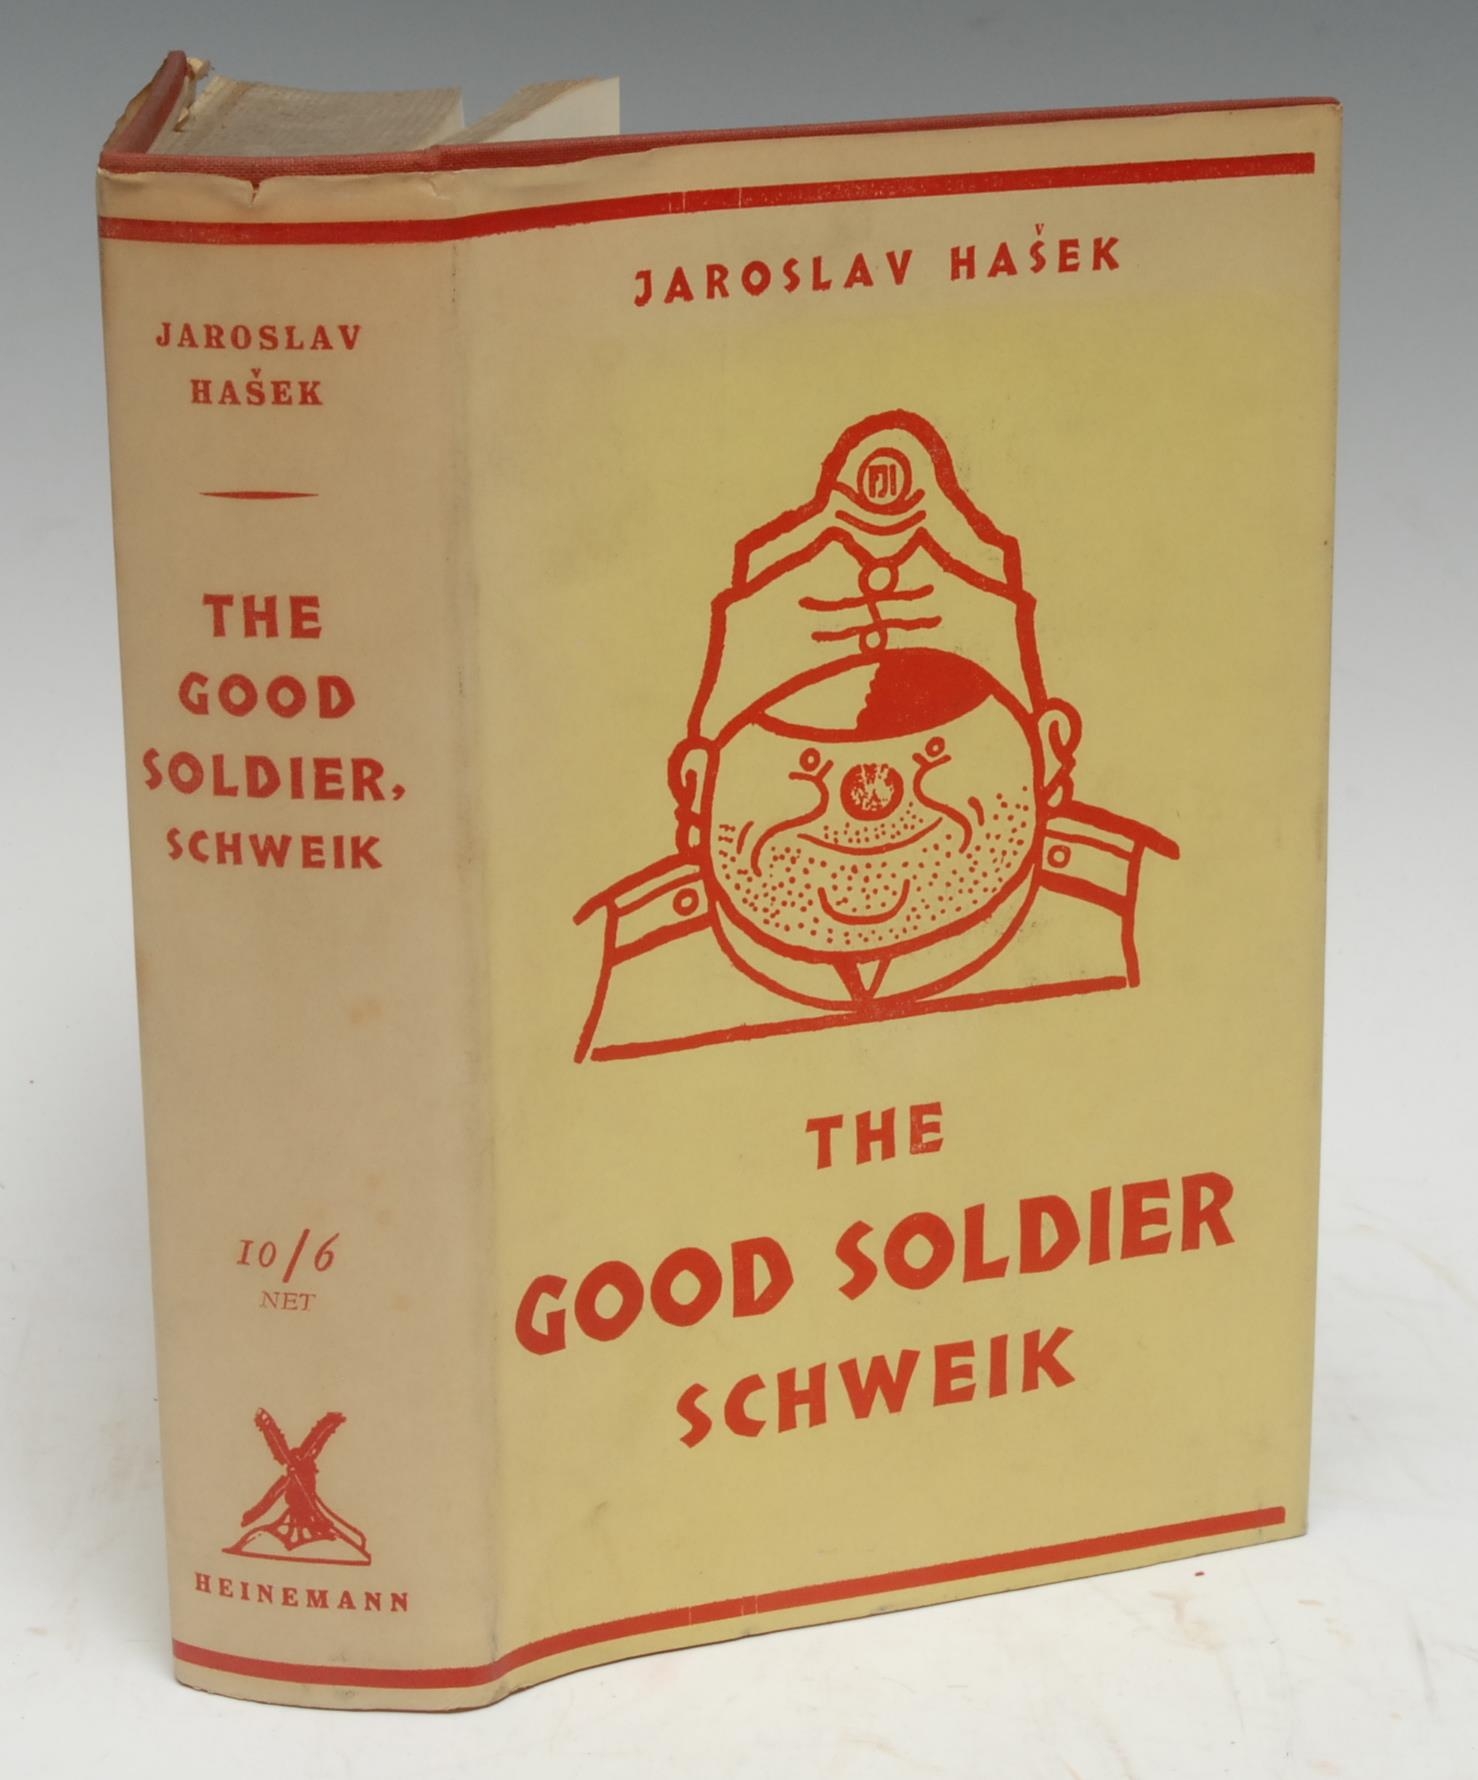 JAROSLAV
HAŠEK
THE
GOOD
SOLDIER,
SCHWEIK
10/6
NET
HEINEMANN
JAROSLAV HAŠEK
THE
GOOD SOLDIER
SCHWEIK